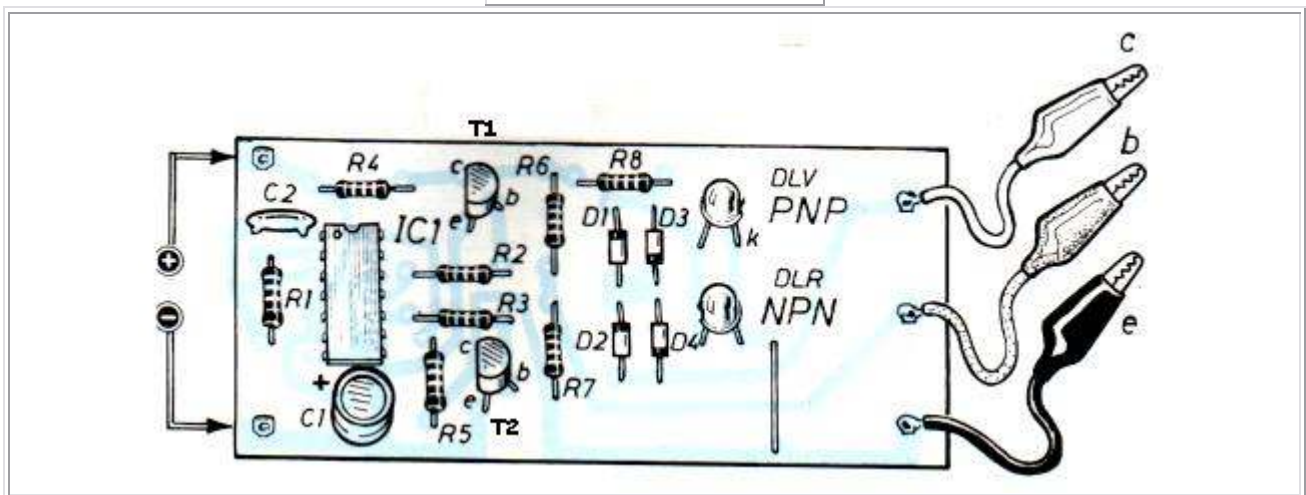 c
b
e
T1
R4
c
b
e
R6
R8
DLV
PNP
k
C2
IC1
D1
D3
R2
R1
R3
DLR
NPN
+
-
D2
D4
+
C1
c
b
e
R7
R5
T2